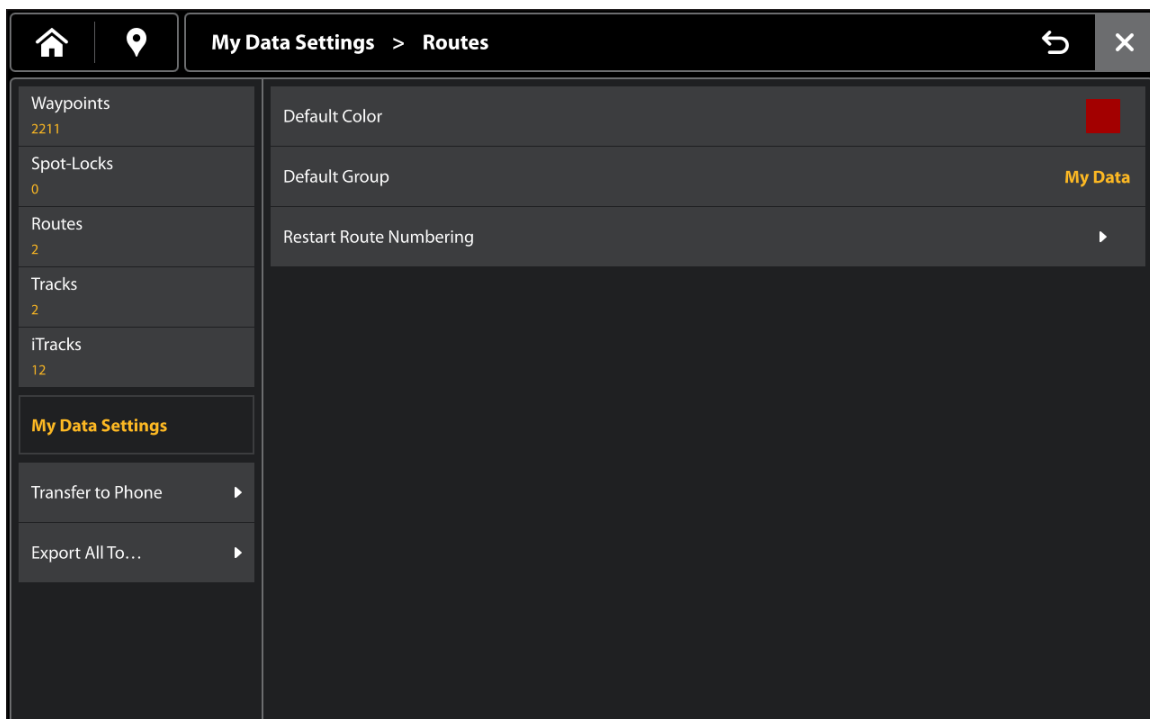 My Data Settings > Routes
Waypoints
2211
Spot-Locks
0
Routes
2
Tracks
2
iTracks
12
My Data Settings
Transfer to Phone
Export All To…
Default Color
Default Group My Data
Restart Route Numbering